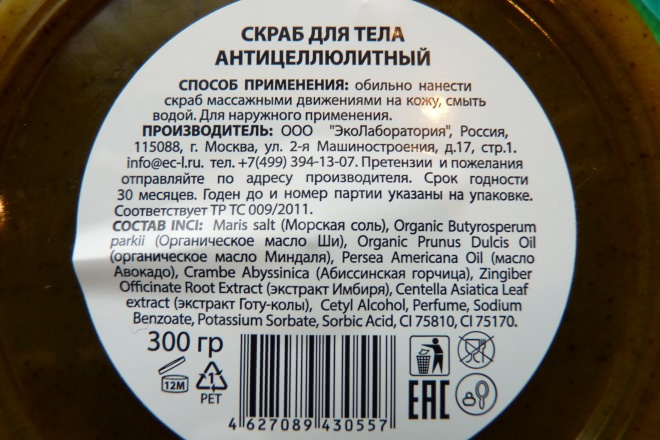 СКРАБ ДЛЯ ТЕЛА
АНТИЦЕЛЛЮЛИТНЫЙ
СПОСОБ ПРИМЕНЕНИЯ: обильно нанести
скраб массажными движениями на кожу, смыть
водой. Для наружного применения.
ПРОИЗВОДИТЕЛЬ: ООО "ЭкоЛаборатория", Россия,
115088, г. Москва, ул. 2-я Машиностроения, д.17, стр.1.
info@ec-l.ru. тел. +7(499) 394-13-07. Претензии и пожелания
отправляйте по адресу производителя. Срок годности
30 месяцев. Годен до и номер партии указаны на упаковке.
Соответствует ТР ТС 009/2011.
СОСТАВ INCI: Maris salt (Морская соль), Organic Butyrosperum
parkii (Органическое масло Ши), Organic Prunus Dulcis Oil
(органическое масло Миндаля), Persea Americana Oil (масло
Авокадо), Crambe Abyssinica (Абиссинская горчица), Zingiber
Officinate Root Extract (экстракт Имбиря), Centella Asiatica Leaf
extract (экстракт Готу-колы), Cetyl Alcohol, Perfume, Sodium
Benzoate, Potassium Sorbate, Sorbic Acid, CI 75810, CI 75170.
300 гр
12M
1
PET
4627089430557
EAC